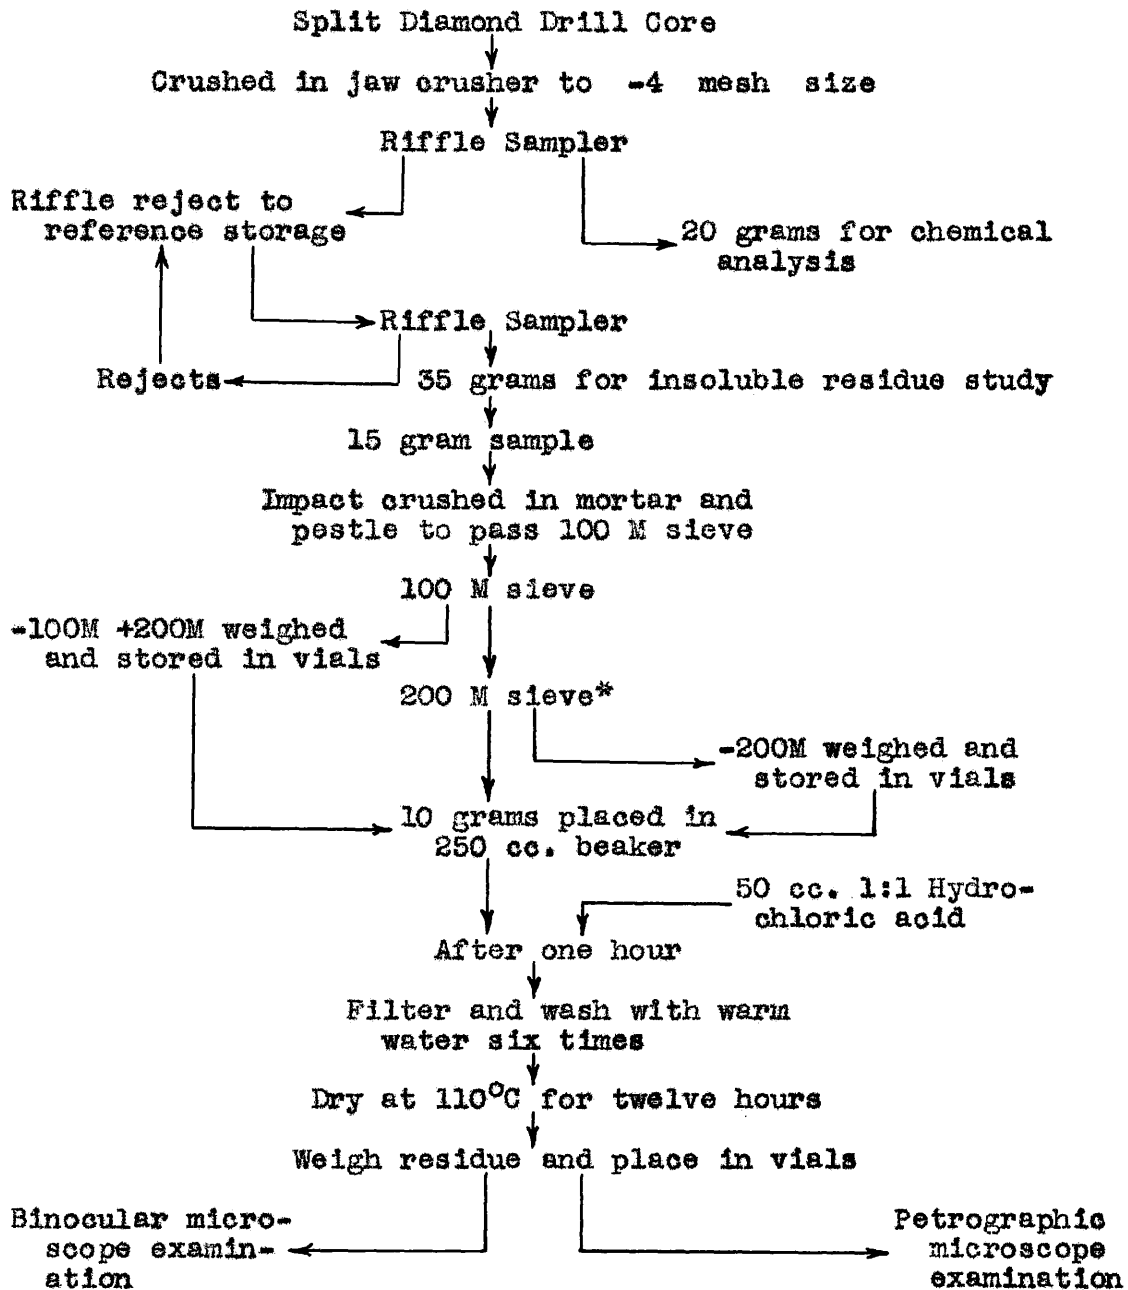 Split Diamond Drill Core
Crushed in jaw crusher to -4 mesh size
Riffle Sampler
Riffle reject to
reference storage
20 grams for chemical
analysis
Riffle Sampler
Rejects
35 grams for insoluble residue study
15 gram sample
Impact crushed in mortar and
pestle to pass 100 M sieve
100 M sieve
-100M +200M weighed
and stored in vials
200 M sieve*
-200M weighed and
stored in vials
10 grams placed in
250 cc. beaker
50 cc. 1:1 Hydro-
chloric acid
After one hour
Filter and wash with warm
water six times
Dry at 110°C for twelve hours
Weigh residue and place in vials
Binocular micro-
scope examin-
ation
Petrographic
microscope
examination